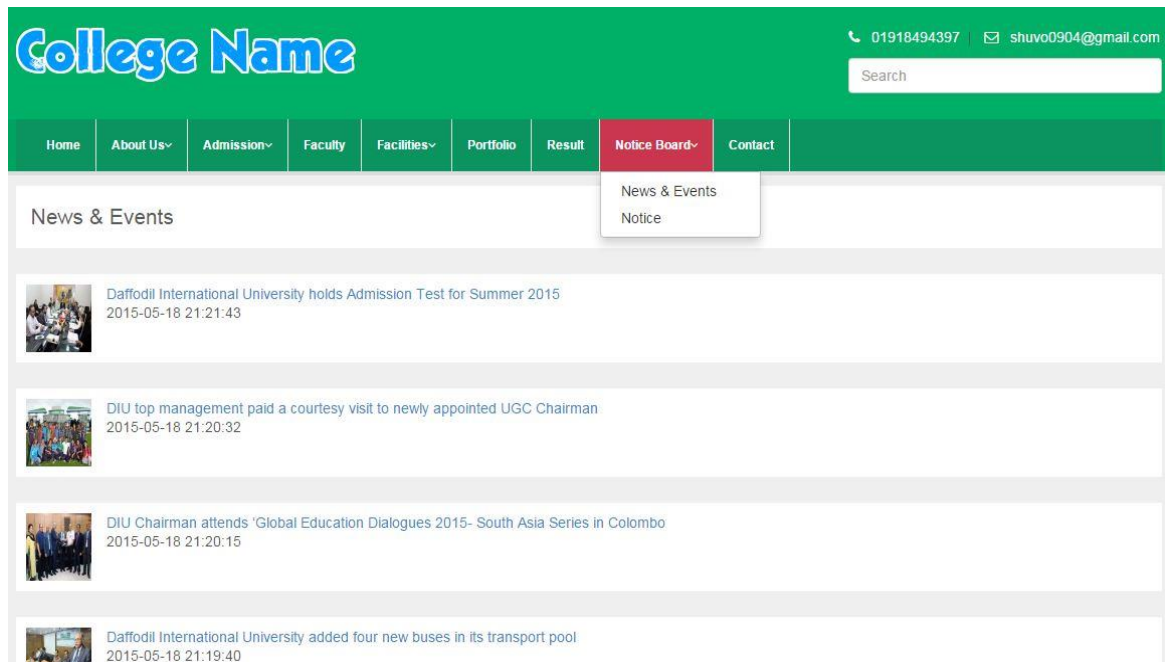 College Name
01918494397 | shuvo0904@gmail.com
Search
Home About Us Admission Faculty Facilities Portfolio Result Notice Board Contact
News & Events
Notice
News & Events
Daffodil International University holds Admission Test for Summer 2015
2015-05-18 21:21:43
DIU top management paid a courtesy visit to newly appointed UGC Chairman
2015-05-18 21:20:32
DIU Chairman attends 'Global Education Dialogues 2015- South Asia Series in Colombo
2015-05-18 21:20:15
Daffodil International University added four new buses in its transport pool
2015-05-18 21:19:40